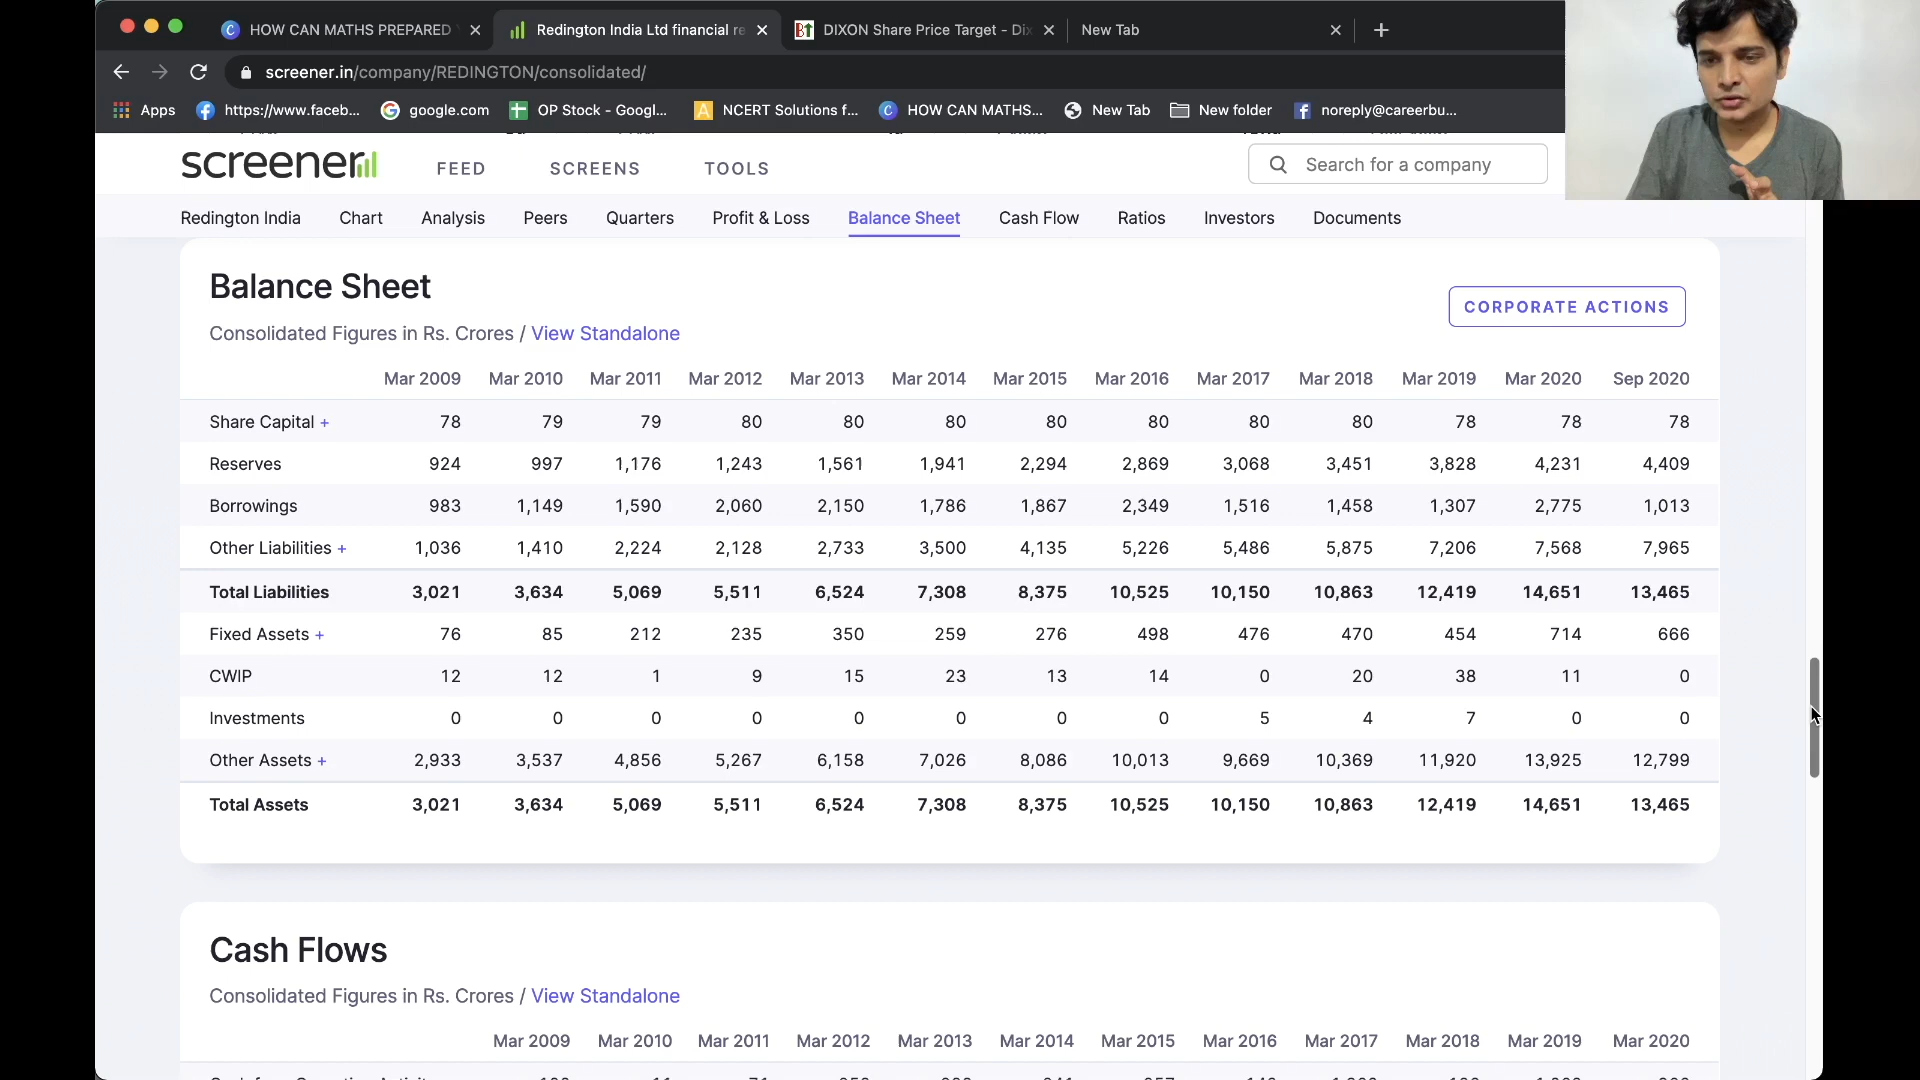 HOW CAN MATHS PREPARED
Redington India Ltd financial re
DIXON Share Price Target - Dix
New Tab
screener.in/company/REDINGTON/consolidated/
Apps https://www.faceb... google.com OP Stock - Googl... NCERT Solutions f... HOW CAN MATHS... New Tab New folder noreply@careerbu...
screener FEED SCREENS TOOLS Search for a company
Redington India Chart Analysis Peers Quarters Profit & Loss Balance Sheet Cash Flow Ratios Investors Documents
Balance Sheet
CORPORATE ACTIONS
Consolidated Figures in Rs. Crores / View Standalone
Mar 2009 Mar 2010 Mar 2011 Mar 2012 Mar 2013 Mar 2014 Mar 2015 Mar 2016 Mar 2017 Mar 2018 Mar 2019 Mar 2020 Sep 2020
Share Capital + 78 79 79 80 80 80 80 80 80 80 78 78 78
Reserves 924 997 1,176 1,243 1,561 1,941 2,294 2,869 3,068 3,451 3,828 4,231 4,409
Borrowings 983 1,149 1,590 2,060 2,150 1,786 1,867 2,349 1,516 1,458 1,307 2,775 1,013
Other Liabilities + 1,036 1,410 2,224 2,128 2,733 3,500 4,135 5,226 5,486 5,875 7,206 7,568 7,965
Total Liabilities 3,021 3,634 5,069 5,511 6,524 7,308 8,375 10,525 10,150 10,863 12,419 14,651 13,465
Fixed Assets + 76 85 212 235 350 259 276 498 476 470 454 714 666
CWIP 12 12 1 9 15 23 13 14 0 20 38 11 0
Investments 0 0 0 0 0 0 0 0 5 4 7 0 0
Other Assets + 2,933 3,537 4,856 5,267 6,158 7,026 8,086 10,013 9,669 10,369 11,920 13,925 12,799
Total Assets 3,021 3,634 5,069 5,511 6,524 7,308 8,375 10,525 10,150 10,863 12,419 14,651 13,465
Cash Flows
Consolidated Figures in Rs. Crores / View Standalone
Mar 2009 Mar 2010 Mar 2011 Mar 2012 Mar 2013 Mar 2014 Mar 2015 Mar 2016 Mar 2017 Mar 2018 Mar 2019 Mar 2020